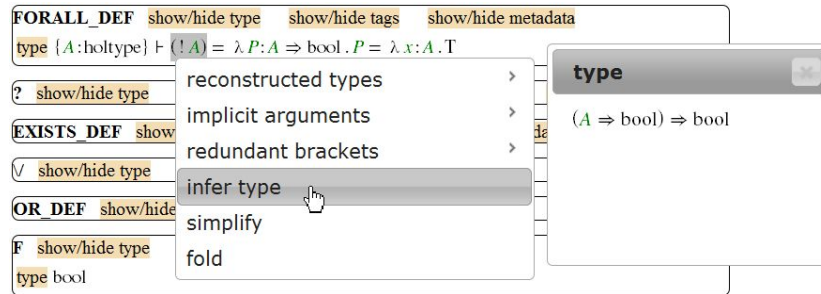 FORALL_DEF show/hide type show/hide tags show/hide metadata
type {A:holtype} ⊢ (! A) = λ P:A ⇒ bool . P = λ x:A . T
? show/hide type
EXISTS_DEF show
\/ show/hide type
OR_DEF show/hide
F show/hide type
type bool
reconstructed types
implicit arguments
redundant brackets
infer type
simplify
fold
type
(A ⇒ bool) ⇒ bool